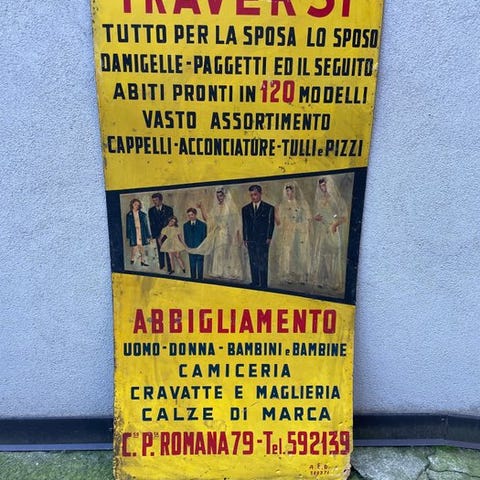 TRAVERSI
TUTTO PER LA SPOSA LO SPOSO
DAMIGELLE-PAGGETTI ED IL SEGUITO
ABITI PRONTI IN 120 MODELLI
VASTO ASSORTIMENTO
CAPPELLI-ACCONCIATURE-TULLI e PIZZI
ABBIGLIAMENTO
UOMO-DONNA-BAMBINI e BAMBINE
CAMICERIA
CRAVATTE E MAGLIERIA
CALZE DI MARCA
C.so P.ta ROMANA 79-Tel. 592139